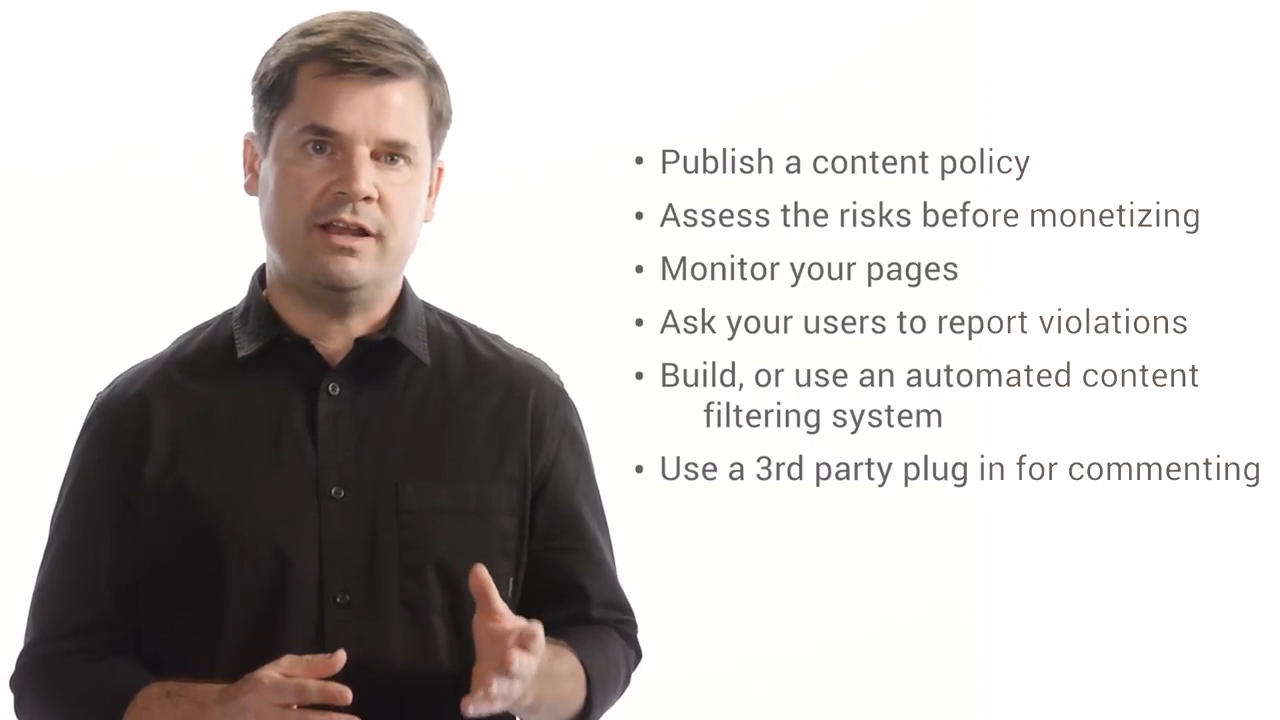 • Publish a content policy
• Assess the risks before monetizing
• Monitor your pages
• Ask your users to report violations
• Build, or use an automated content
filtering system
• Use a 3rd party plug in for commenting